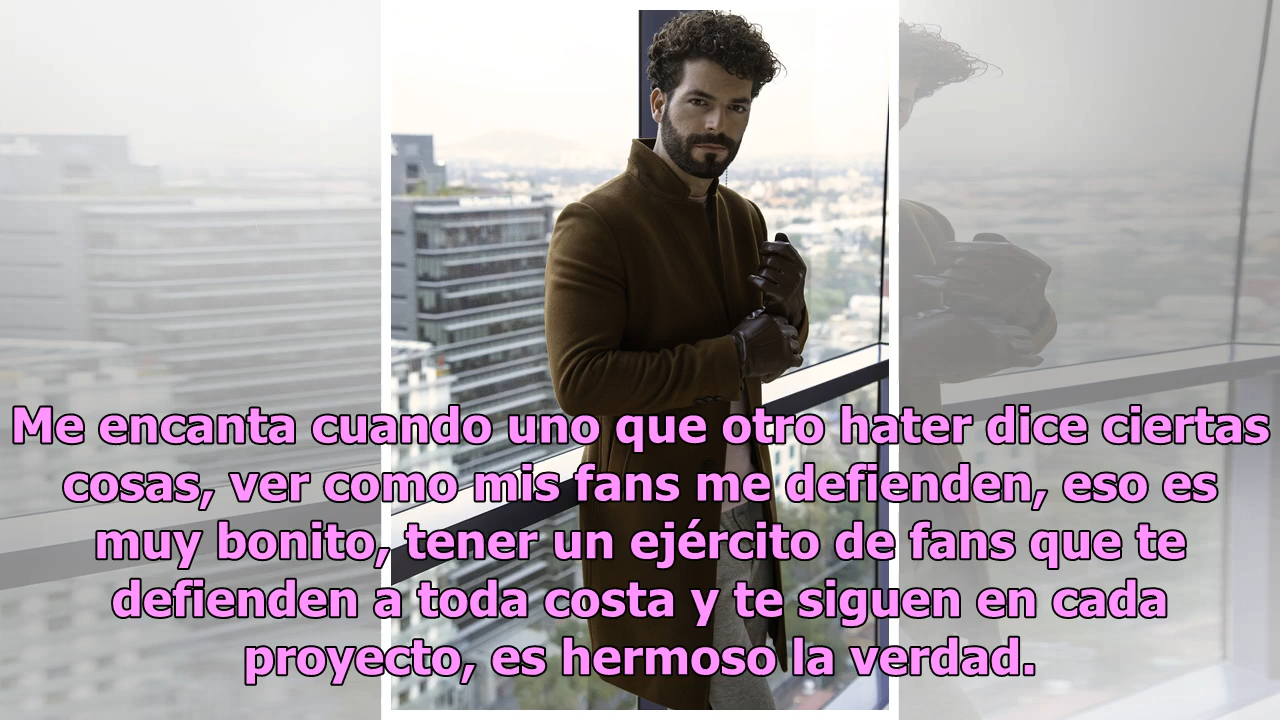 Me encanta cuando uno que otro hater dice ciertas
cosas, ver como mis fans me defienden, eso es
muy bonito, tener un ejército de fans que te
defienden a toda costa y te siguen en cada
proyecto, es hermoso la verdad.